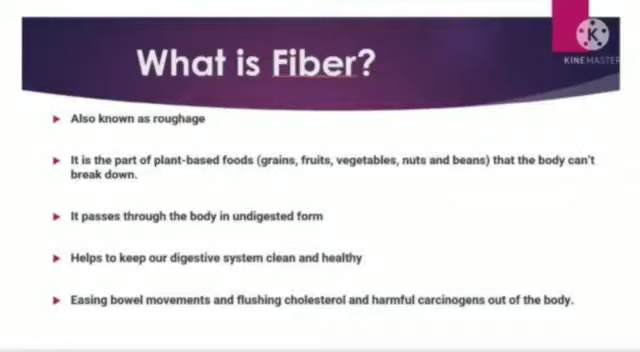 What is Fiber?
K
KINEMASTER
Also known as roughage
It is the part of plant-based foods (grains, fruits, vegetables, nuts and beans) that the body can't
break down.
It passes through the body in undigested form
Helps to keep our digestive system clean and healthy
Easing bowel movements and flushing cholesterol and harmful carcinogens out of the body.